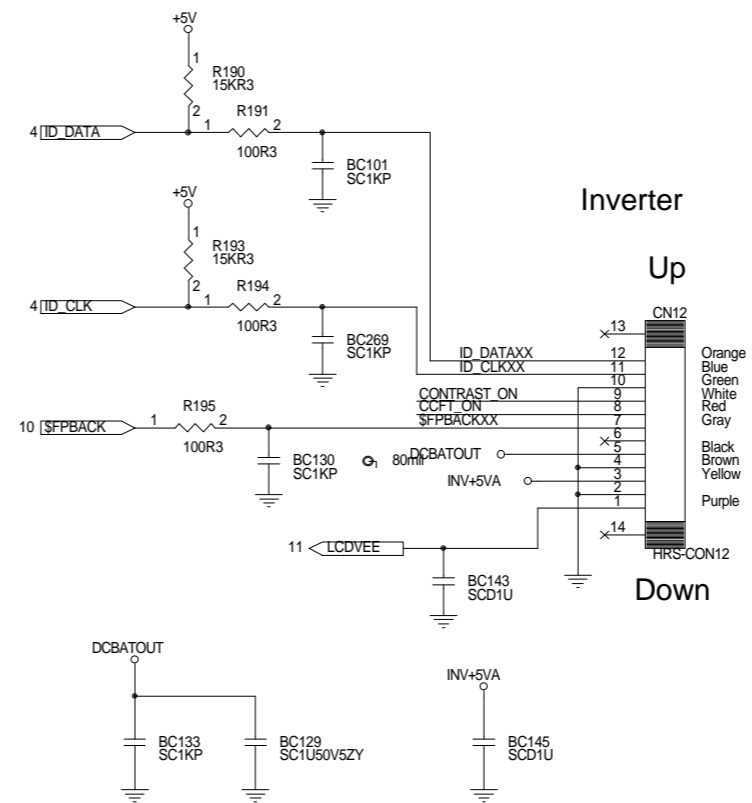 +5V
1
R190
15KR3
2
R191
4 ID_DATA
1
2
100R3
BC101
SC1KP
+5V
Inverter
1
R193
15KR3
Up
2
R194
4 ID_CLK
1
2
100R3
BC269
SC1KP
CN12
13
ID_DATAXX
12
Orange
ID_CLKXX
11
Blue
10
Green
CONTRAST_ON
9
White
CCFT_ON
8
Red
$FPBACKXX
7
Gray
R195
10 $FPBACK
1
2
100R3
6
BC130
SC1KP
1
80mil
DCBATOUT
5
Black
4
Brown
INV+5VA
3
Yellow
2
1
Purple
14
11 LCDVEE
HRS-CON12
BC143
SCD1U
Down
DCBATOUT
INV+5VA
BC133
SC1KP
BC129
SC1U50V5ZY
BC145
SCD1U